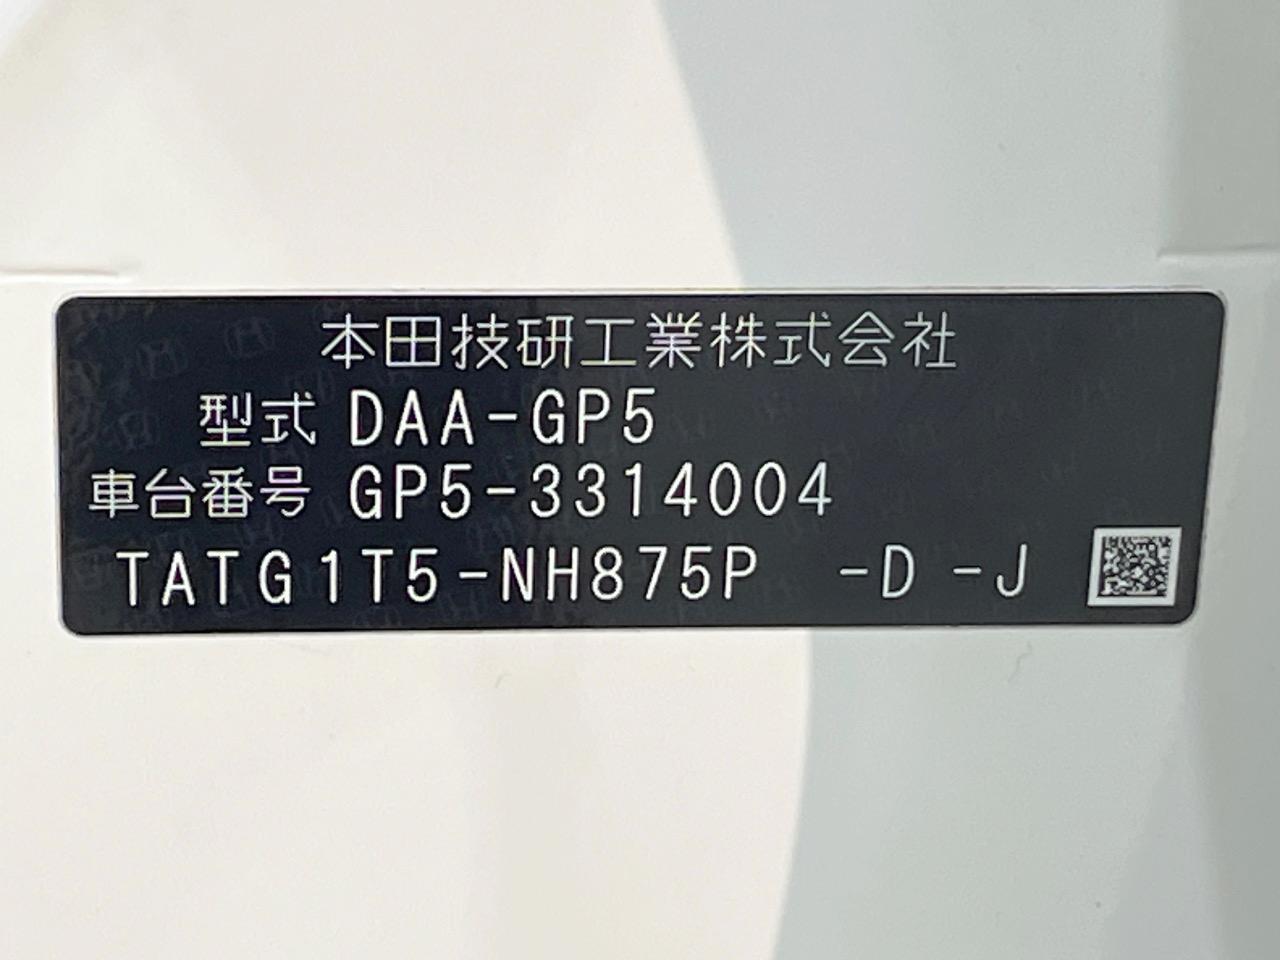 本田技研工業株式会社
型式 DAA-GP5
車台番号 GP5-3314004
TATG1T5-NH875P -D -J